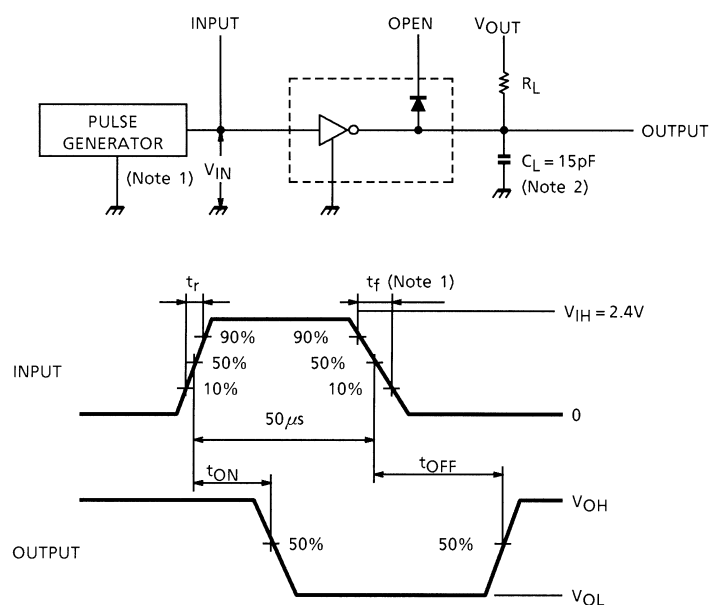 INPUT
OPEN
VOUT
RL
PULSE
GENERATOR
OUTPUT
(Note 1)
VIN
CL = 15pF
(Note 2)
tr
tf (Note 1)
VIH = 2.4V
90%
90%
50%
50%
INPUT
10%
10%
0
50μs
tON
tOFF
VOH
OUTPUT
50%
50%
VOL